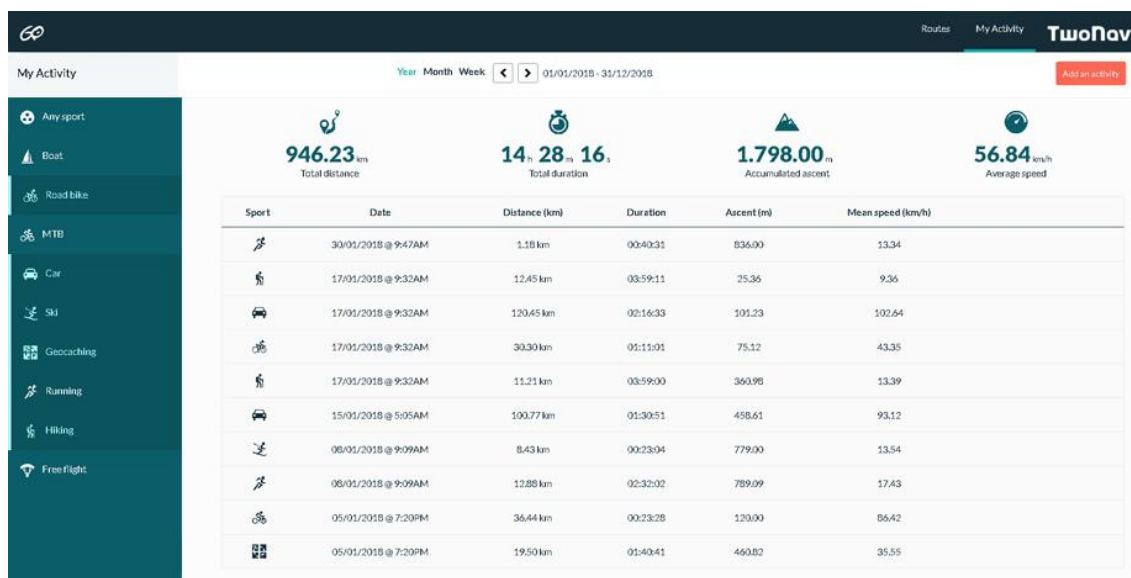 GO
Routes My Activity TwoNav
My Activity
Year Month Week 01/01/2018 - 31/12/2018
Add an activity
Any sport
Boat
Road bike
MTB
Car
Ski
Geocaching
Running
Hiking
Free flight
946.23 km 14 h 28 m 16 s 1.798.00 m 56.84 km/h
Total distance Total duration Accumulated ascent Average speed
Sport Date Distance (km) Duration Ascent (m) Mean speed (km/h)
30/01/2018 @ 9:47AM 1.18 km 00:40:31 836.00 13.34
17/01/2018 @ 9:32AM 12.45 km 03:59:11 25.36 9.36
17/01/2018 @ 9:32AM 120.45 km 02:16:33 101.23 102.64
17/01/2018 @ 9:32AM 30.30 km 01:11:01 75.12 43.35
17/01/2018 @ 9:32AM 11.21 km 03:59:00 360.98 13.39
15/01/2018 @ 5:05AM 100.77 km 01:30:51 458.61 93.12
08/01/2018 @ 9:09AM 8.43 km 00:23:04 779.00 13.54
08/01/2018 @ 9:09AM 12.88 km 02:32:02 789.09 17.43
05/01/2018 @ 7:20PM 36.44 km 00:23:28 120.00 86.42
05/01/2018 @ 7:20PM 19.50 km 01:40:41 460.82 35.55